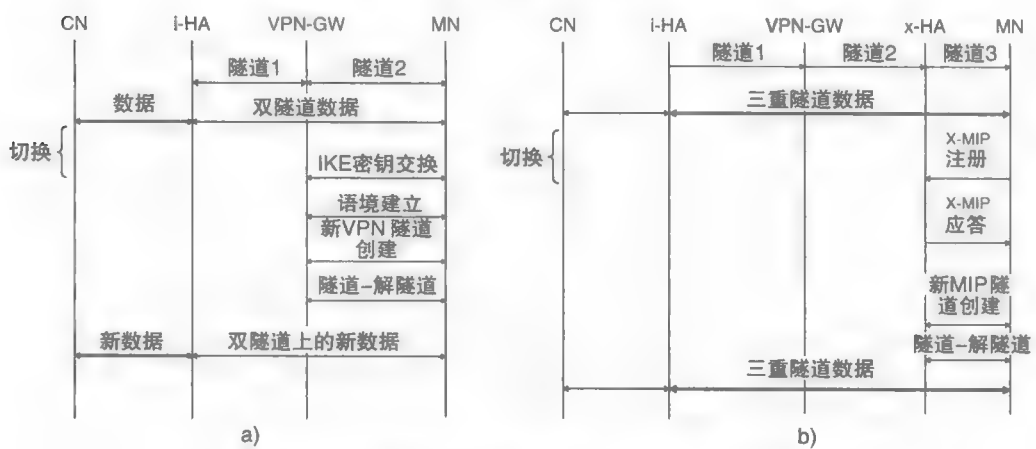 CN i-HA VPN-GW MN
隧道1 隧道2
数据 双隧道数据
切换
IKE密钥交换
语境建立
新VPN 隧道
创建
隧道-解隧道
新数据 双隧道上的新数据
a)
CN i-HA VPN-GW x-HA MN
隧道1 隧道2 隧道3
三重隧道数据
切换
X-MIP
注册
X-MIP
应答
新MIP隧
道创建
隧道-解隧道
三重隧道数据
b)